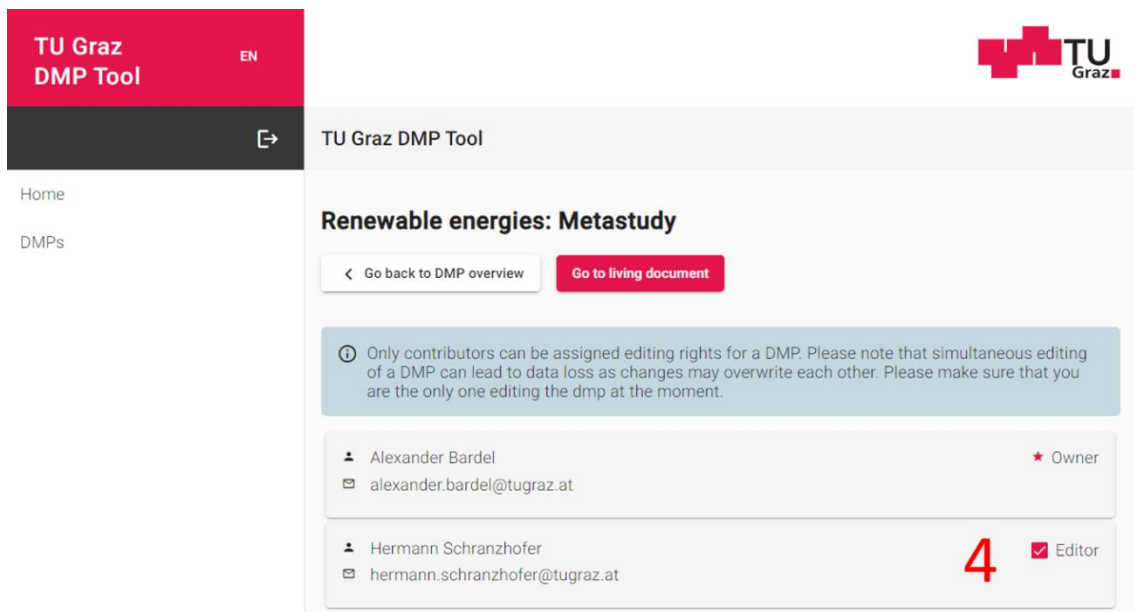 TU Graz
DMP Tool
EN
TU
Graz
TU Graz DMP Tool
Home
DMPs
Renewable energies: Metastudy
Go back to DMP overview
Go to living document
Only contributors can be assigned editing rights for a DMP. Please note that simultaneous editing
of a DMP can lead to data loss as changes may overwrite each other. Please make sure that you
are the only one editing the dmp at the moment.
Alexander Bardel
Owner
alexander.bardel@tugraz.at
Hermann Schranzhofer
4
Editor
hermann.schranzhofer@tugraz.at